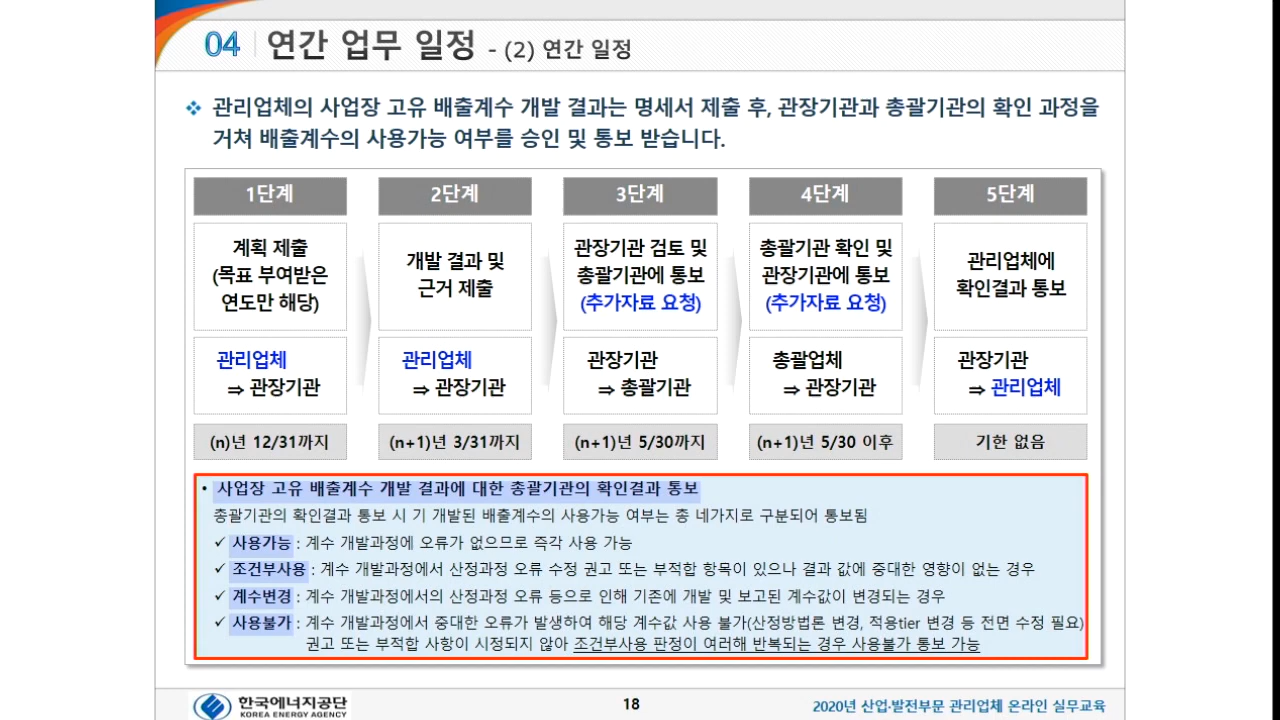 04 연간 업무 일정 - (2) 연간 일정
❖ 관리업체의 사업장 고유 배출계수 개발 결과는 명세서 제출 후, 관장기관과 총괄기관의 확인 과정을
거쳐 배출계수의 사용가능 여부를 승인 및 통보 받습니다.
1단계
계획 제출
(목표 부여받은
연도만 해당)
관리업체
⇒ 관장기관
(n)년 12/31까지
2단계
개발 결과 및
근거 제출
관리업체
⇒ 관장기관
(n+1)년 3/31까지
3단계
관장기관 검토 및
총괄기관에 통보
(추가자료 요청)
관장기관
⇒ 총괄기관
(n+1)년 5/30까지
4단계
총괄기관 확인 및
관장기관에 통보
(추가자료 요청)
총괄업체
⇒ 관장기관
(n+1)년 5/30 이후
5단계
관리업체에
확인결과 통보
관장기관
⇒ 관리업체
기한 없음
• 사업장 고유 배출계수 개발 결과에 대한 총괄기관의 확인결과 통보
총괄기관의 확인결과 통보 시 기 개발된 배출계수의 사용가능 여부는 총 네가지로 구분되어 통보됨
✓ 사용가능 : 계수 개발과정에 오류가 없으므로 즉각 사용 가능
✓ 조건부사용 : 계수 개발과정에서 산정과정 오류 수정 권고 또는 부적합 항목이 있으나 결과 값에 중대한 영향이 없는 경우
✓ 계수변경 : 계수 개발과정에서의 산정과정 오류 등으로 인해 기존에 개발 및 보고된 계수값이 변경되는 경우
✓ 사용불가 : 계수 개발과정에서 중대한 오류가 발생하여 해당 계수값 사용 불가(산정방법론 변경, 적용tier 변경 등 전면 수정 필요)
권고 또는 부적합 사항이 시정되지 않아 조건부사용 판정이 여러해 반복되는 경우 사용불가 통보 가능
한국에너지공단
KOREA ENERGY AGENCY
18
2020년 산업·발전부문 관리업체 온라인 실무교육